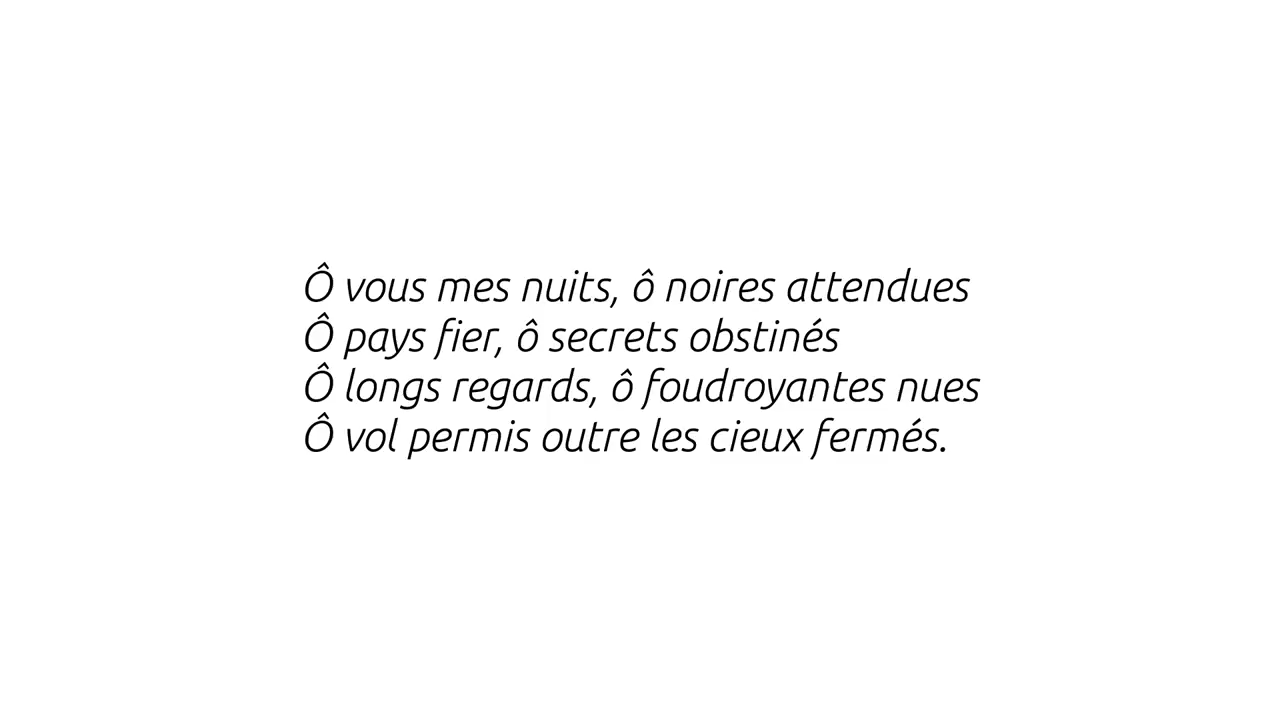 Ô vous mes nuits, ô noires attendues
Ô pays fier, ô secrets obstinés
Ô longs regards, ô foudroyantes nues
Ô vol permis outre les cieux fermés.